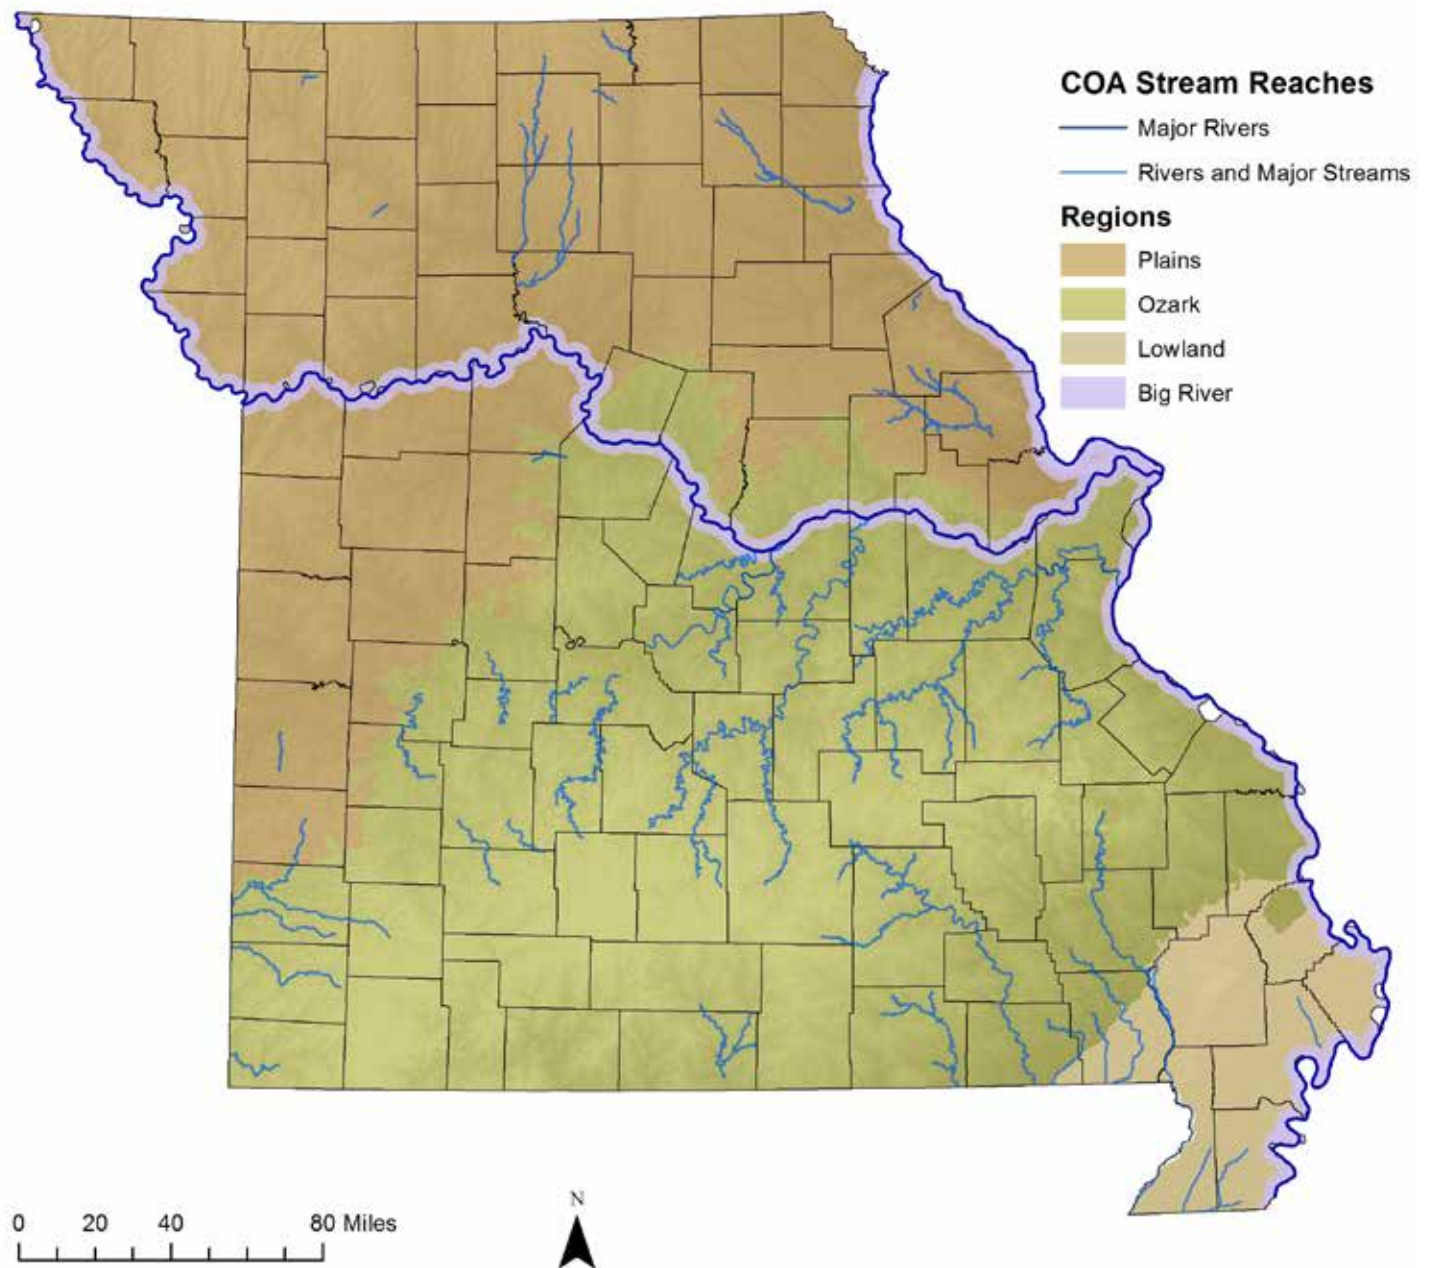 COA Stream Reaches
Major Rivers
Rivers and Major Streams
Regions
Plains
Ozark
Lowland
Big River
0 20 40 80 Miles
N